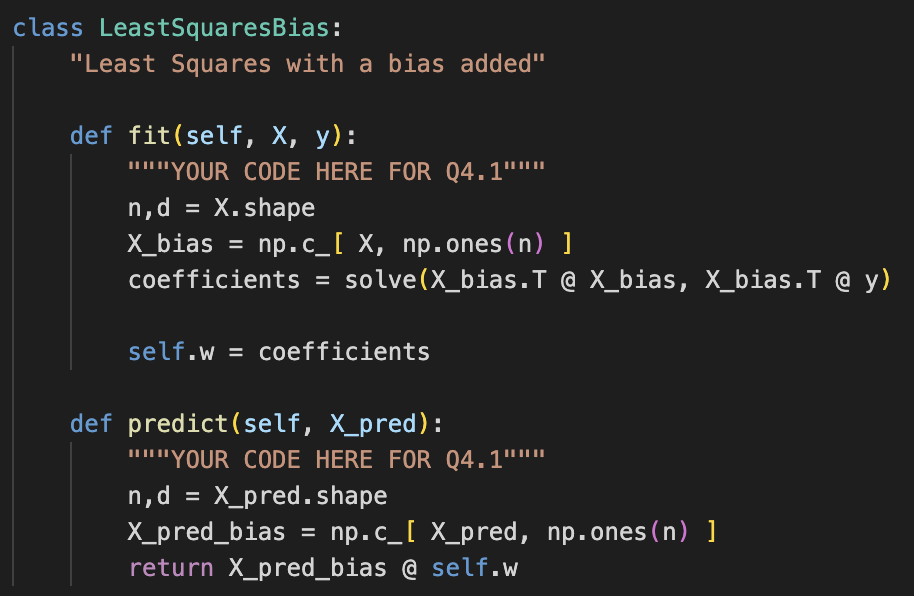 class LeastSquaresBias:
    "Least Squares with a bias added"

    def fit(self, X, y):
        """YOUR CODE HERE FOR Q4.1"""
        n,d = X.shape
        X_bias = np.c_[ X, np.ones(n) ]
        coefficients = solve(X_bias.T @ X_bias, X_bias.T @ y)

        self.w = coefficients

    def predict(self, X_pred):
        """YOUR CODE HERE FOR Q4.1"""
        n,d = X_pred.shape
        X_pred_bias = np.c_[ X_pred, np.ones(n) ]
        return X_pred_bias @ self.w